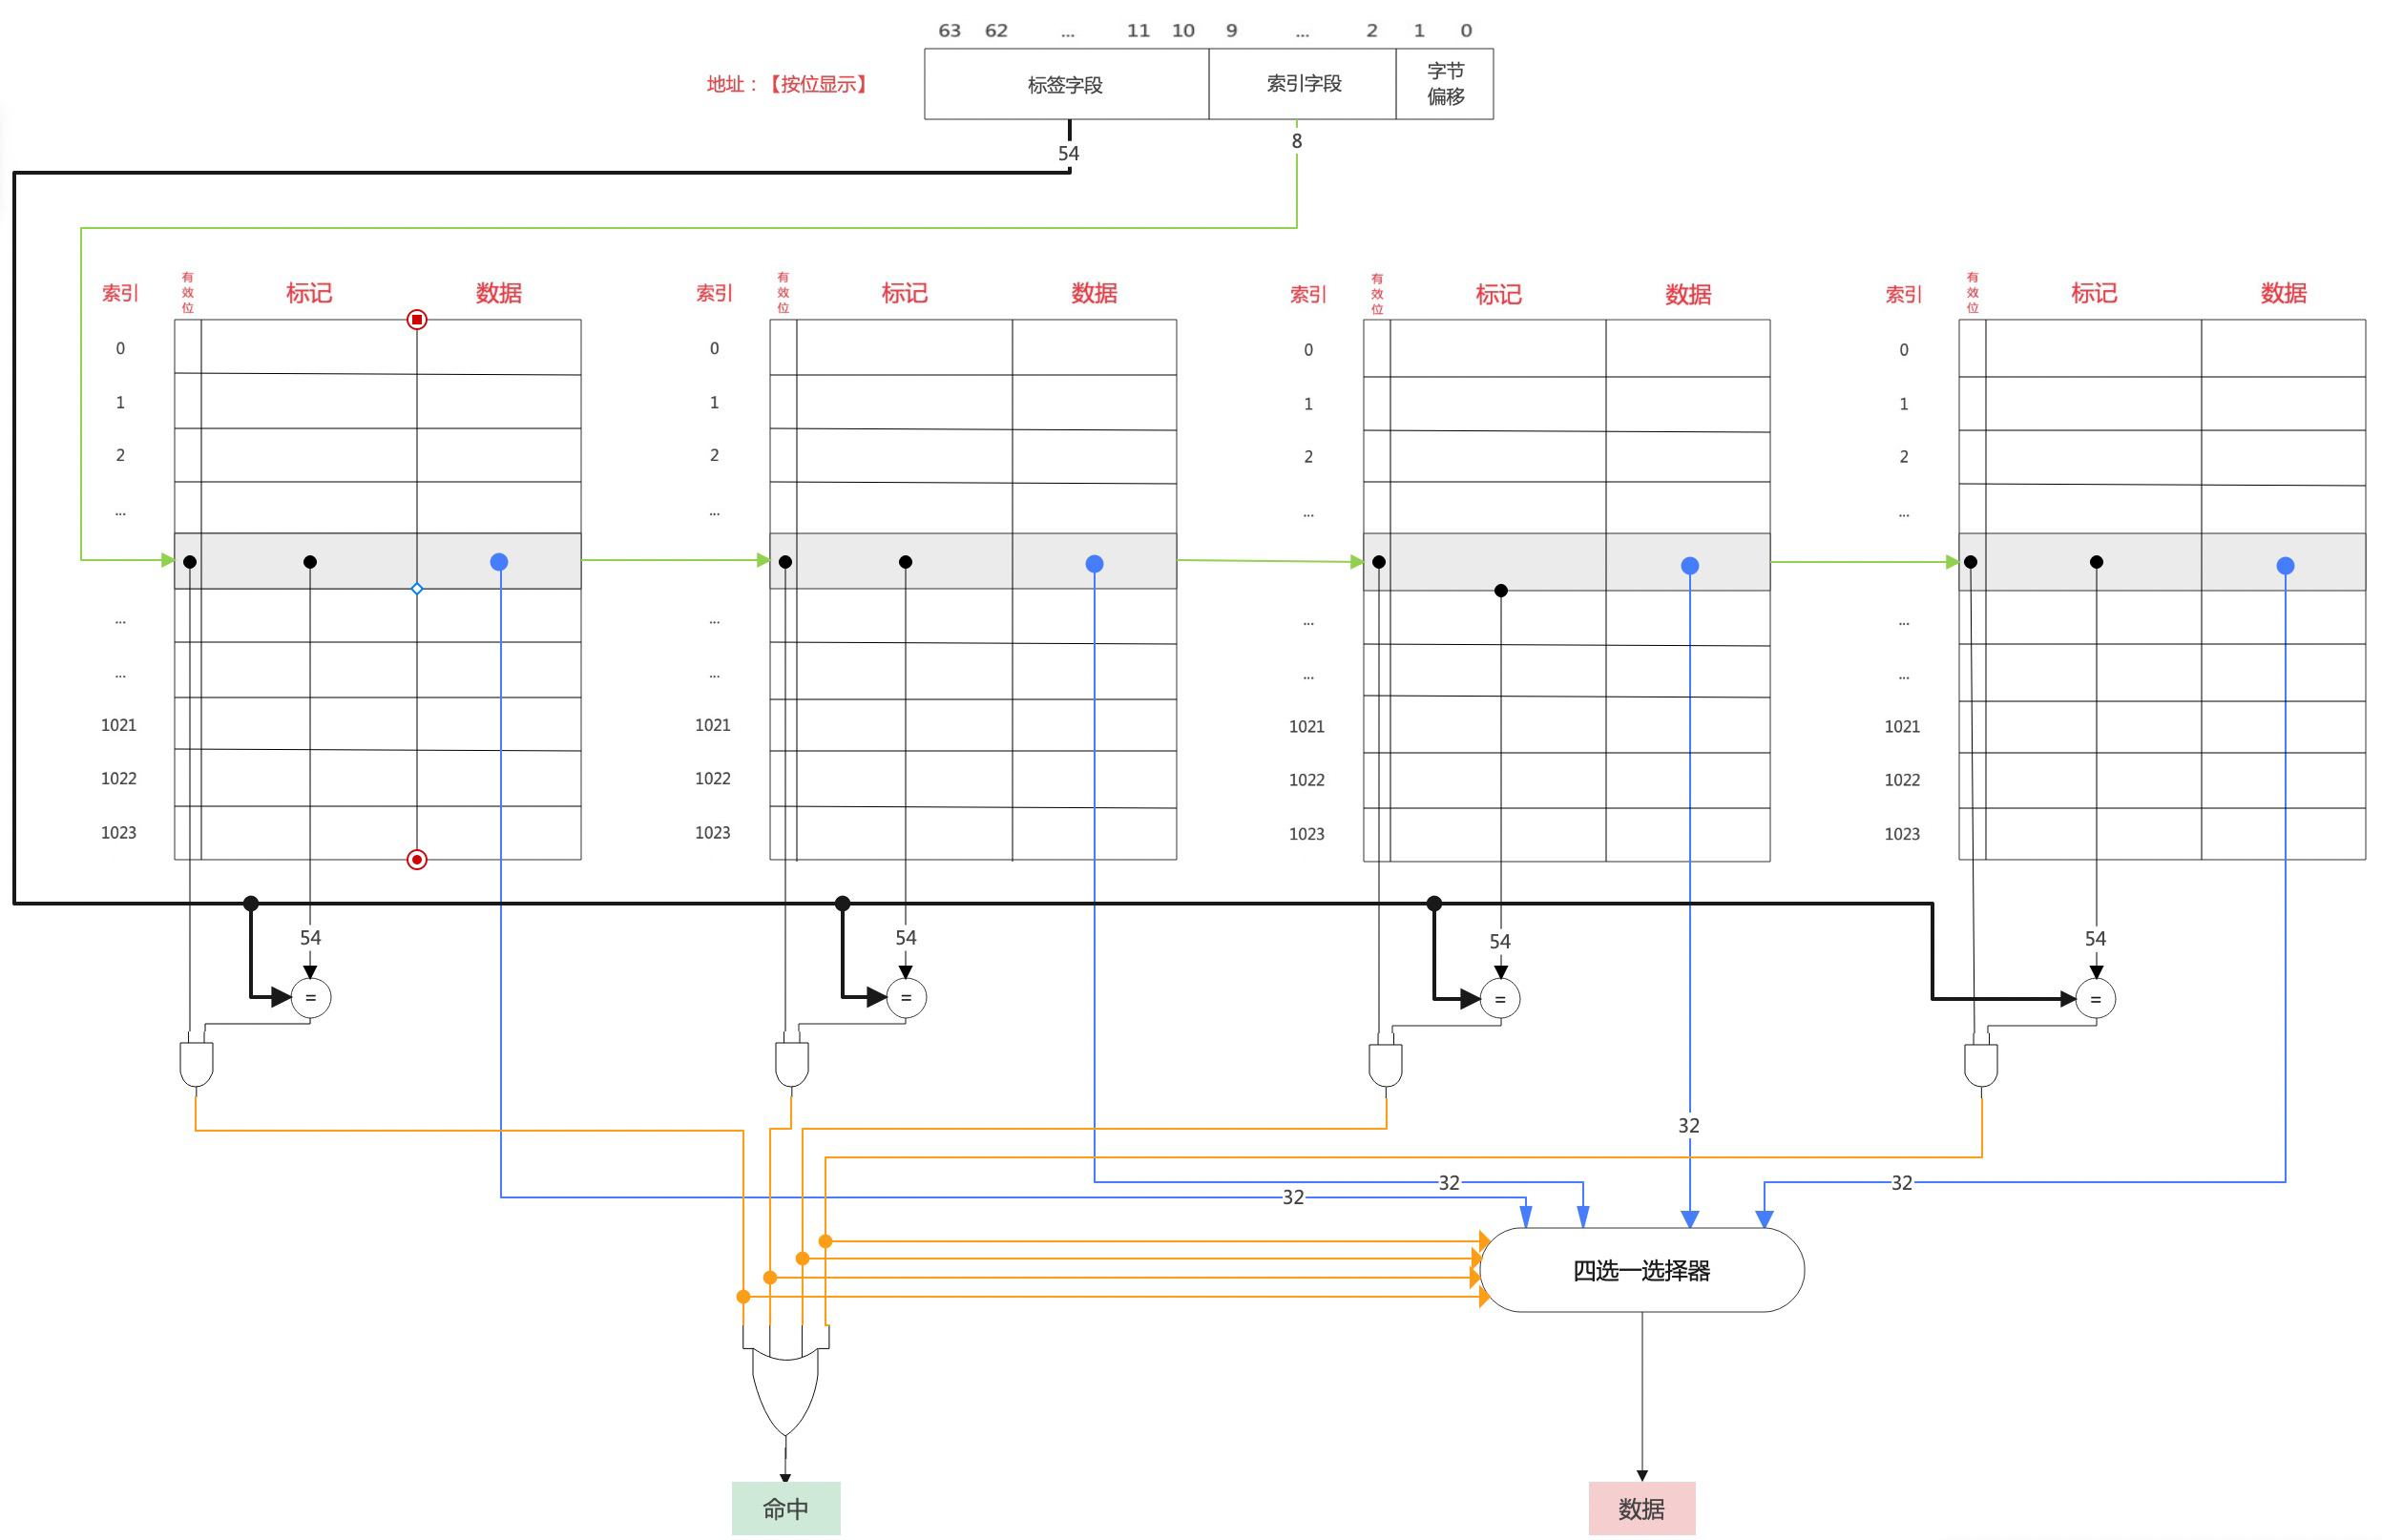 63 62 ... 11 10 9 ... 2 1 0
地址：【按位显示】
标签字段
索引字段
字节
偏移
54
8
索引
有
效
位
标记
数据
0
1
2
...
...
...
1021
1022
1023
索引
有
效
位
标记
数据
0
1
2
...
...
...
1021
1022
1023
索引
有
效
位
标记
数据
0
1
2
...
...
...
1021
1022
1023
索引
有
效
位
标记
数据
0
1
2
...
...
...
1021
1022
1023
54
54
54
54
=
=
=
=
32
32
32
32
四选一选择器
命中
数据